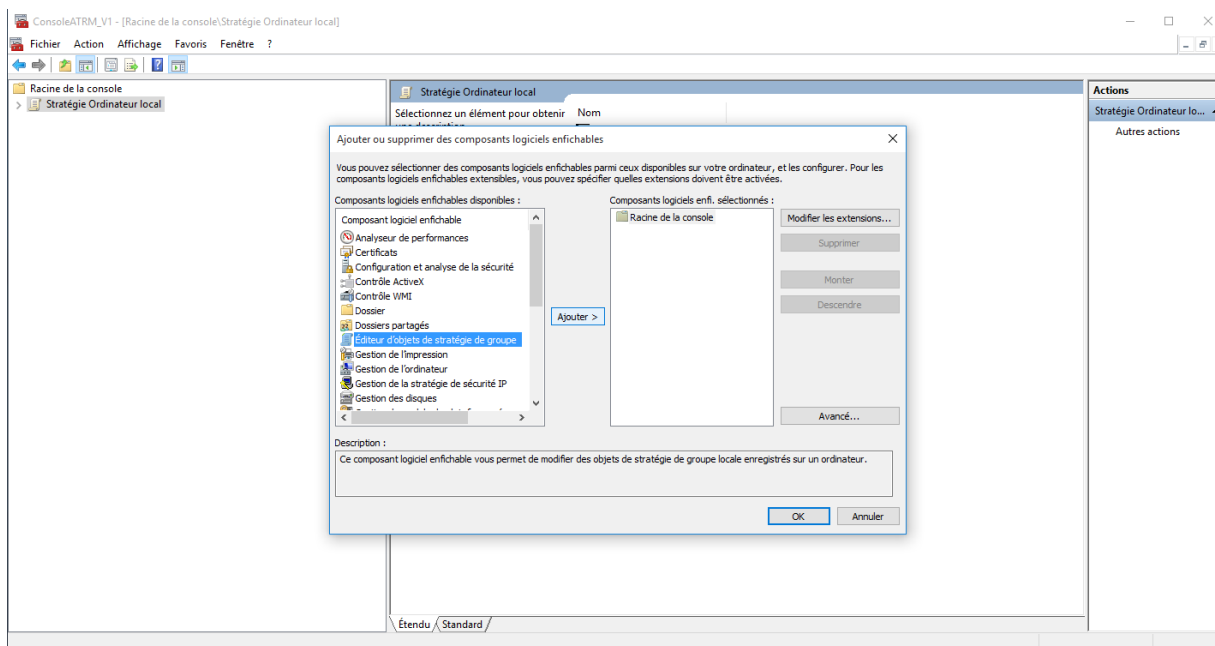 ConsoleATRM_V1 - [Racine de la console\Stratégie Ordinateur local]
Fichier Action Affichage Favoris Fenêtre ?
Racine de la console
Stratégie Ordinateur local
Stratégie Ordinateur local
Sélectionnez un élément pour obtenir
Nom
Actions
Stratégie Ordinateur lo...
Autres actions
Ajouter ou supprimer des composants logiciels enfichables
Vous pouvez sélectionner des composants logiciels enfichables parmi ceux disponibles sur votre ordinateur, et les configurer. Pour les
composants logiciels enfichables extensibles, vous pouvez spécifier quelles extensions doivent être activées.
Composants logiciels enfichables disponibles :
Composant logiciel enfichable
Analyseur de performances
Certificats
Configuration et analyse de la sécurité
Contrôle ActiveX
Contrôle WMI
Dossier
Dossiers partagés
Éditeur d'objets de stratégie de groupe
Gestion de l'impression
Gestion de l'ordinateur
Gestion de la stratégie de sécurité IP
Gestion des disques
Ajouter >
Composants logiciels enfi. sélectionnés :
Racine de la console
Modifier les extensions...
Supprimer
Monter
Descendre
Avancé...
Description :
Ce composant logiciel enfichable vous permet de modifier des objets de stratégie de groupe locale enregistrés sur un ordinateur.
OK
Annuler
Étendu
Standard